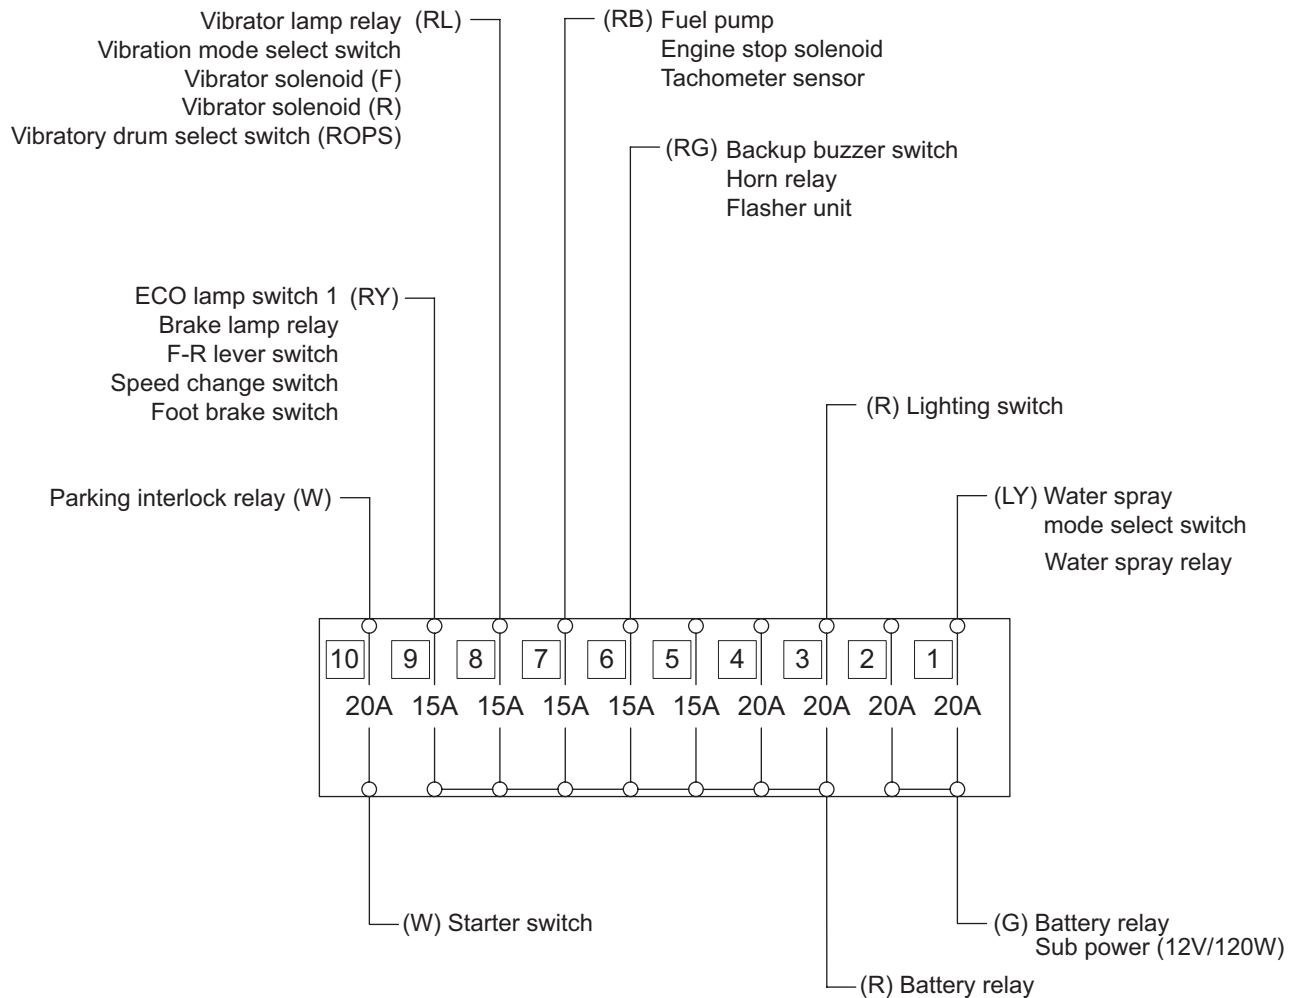 Vibrator lamp relay (RL)
Vibration mode select switch
Vibrator solenoid (F)
Vibrator solenoid (R)
Vibratory drum select switch (ROPS)
(RB) Fuel pump
Engine stop solenoid
Tachometer sensor
(RG) Backup buzzer switch
Horn relay
Flasher unit
ECO lamp switch 1 (RY)
Brake lamp relay
F-R lever switch
Speed change switch
Foot brake switch
(R) Lighting switch
Parking interlock relay (W)
(LY) Water spray
mode select switch
Water spray relay
10 9 8 7 6 5 4 3 2 1
20A 15A 15A 15A 15A 15A 20A 20A 20A 20A
(W) Starter switch
(G) Battery relay
Sub power (12V/120W)
(R) Battery relay